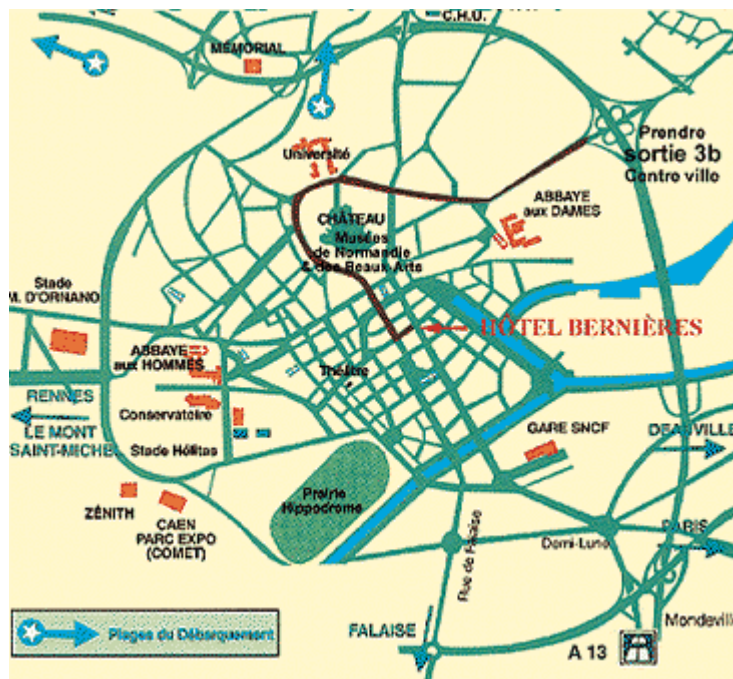 C.H.U.
MÉMORIAL
Prendre
sortie 3b
Centre ville
Université
ABBAYE
aux DAMES
CHÂTEAU
Musées
de Normandie
& des Beaux-Arts
Stade
M. D'ORNANO
HÔTEL BERNIÈRES
ABBAYE
aux HOMMES
Théâtre
RENNES
Conservatoire
LE MONT
SAINT-MICHEL
Stade Hélitas
GARE SNCF
DEAUVILLE
ZÉNITH
CAEN
PARC EXPO
(COMET)
Prairie
Hippodrome
PARIS
Rue de Falaise
Demi-Lune
Mondeville
Plages du Débarquement
FALAISE
A 13